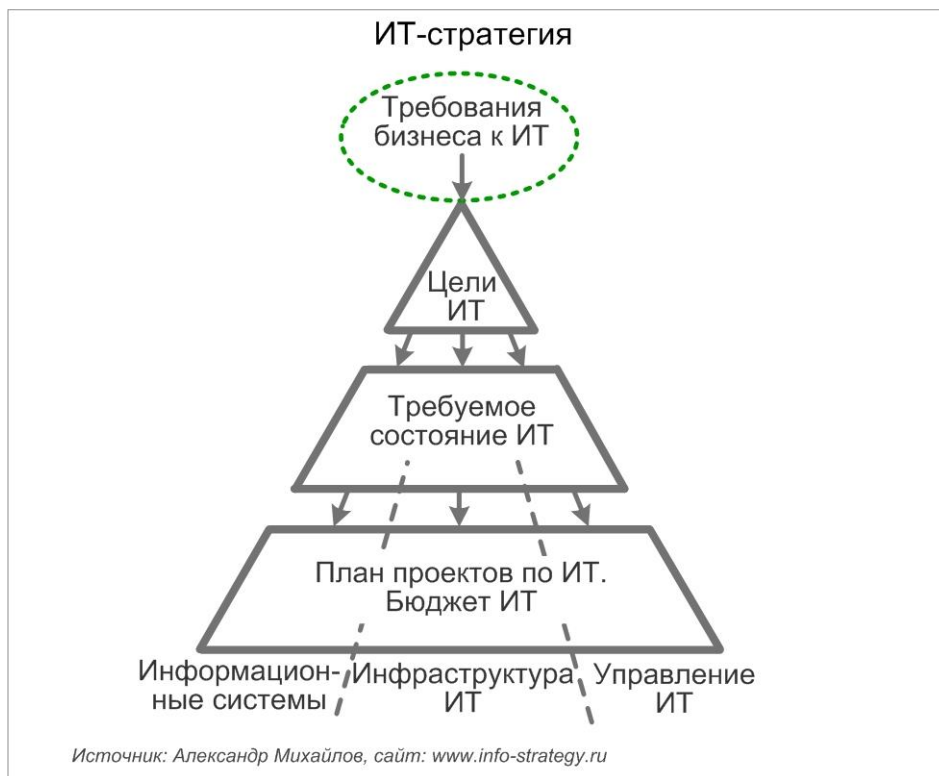 ИТ-стратегия
Требования
бизнеса к ИТ
Цели
ИТ
Требуемое
состояние ИТ
План проектов по ИТ.
Бюджет ИТ
Информацион-
ные системы
Инфраструктура
ИТ
Управление
ИТ
Источник: Александр Михайлов, сайт: www.info-strategy.ru